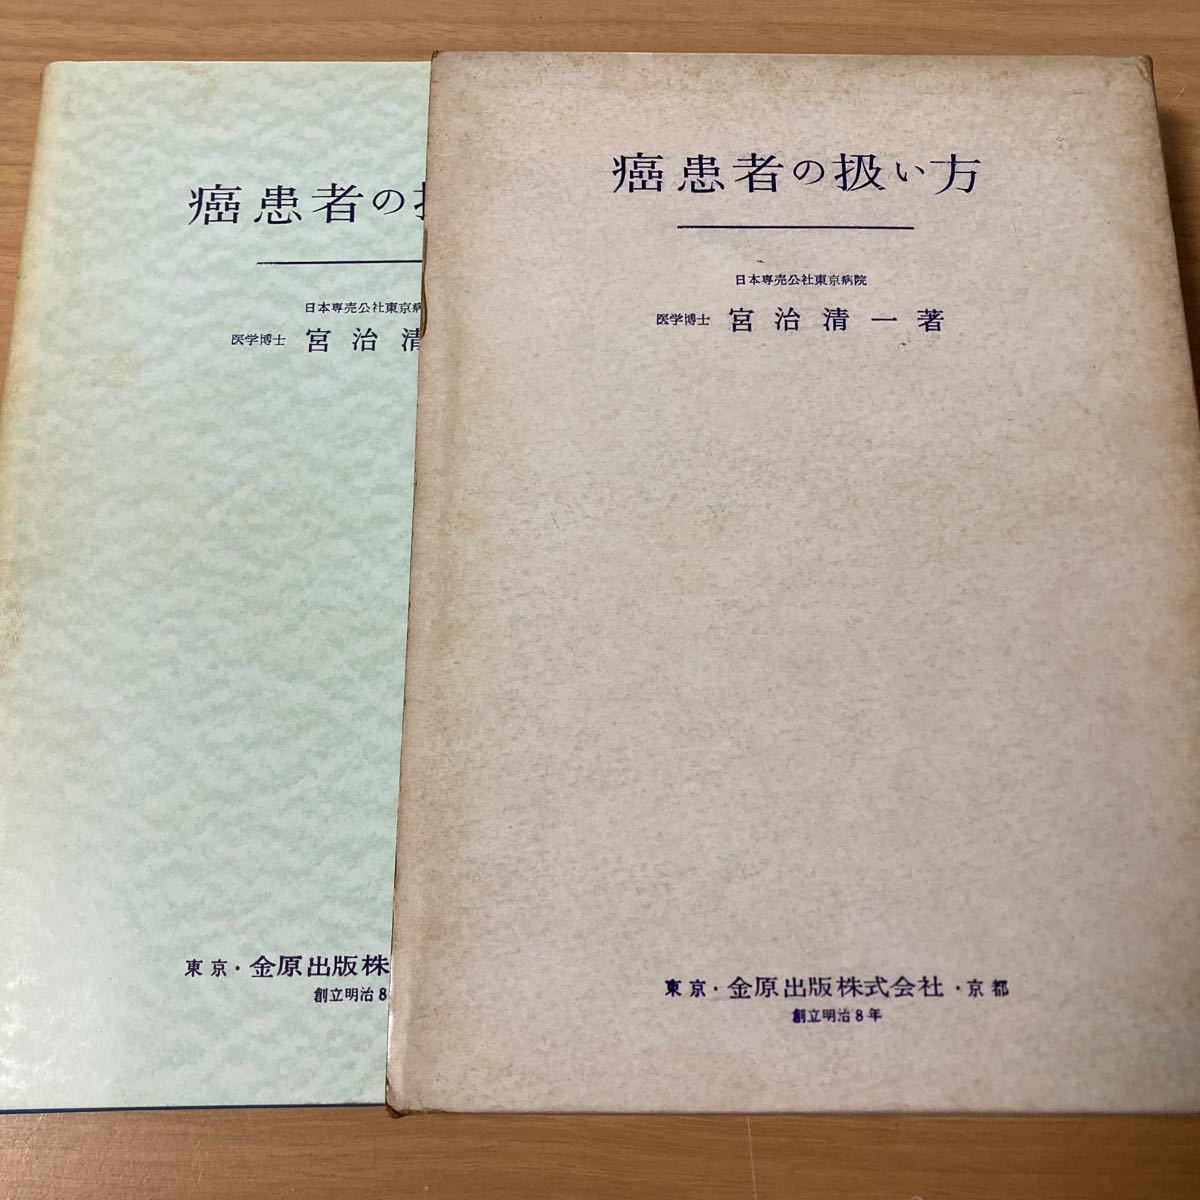 癌患者の扱い方
日本専売公社東京病院
医学博士 宮治清一著
東京・金原出版株式会社・京都
創立明治8年
癌患者の
日本専売公社東京病
医学博士 宮治清
東京・金原出版株
創立明治8